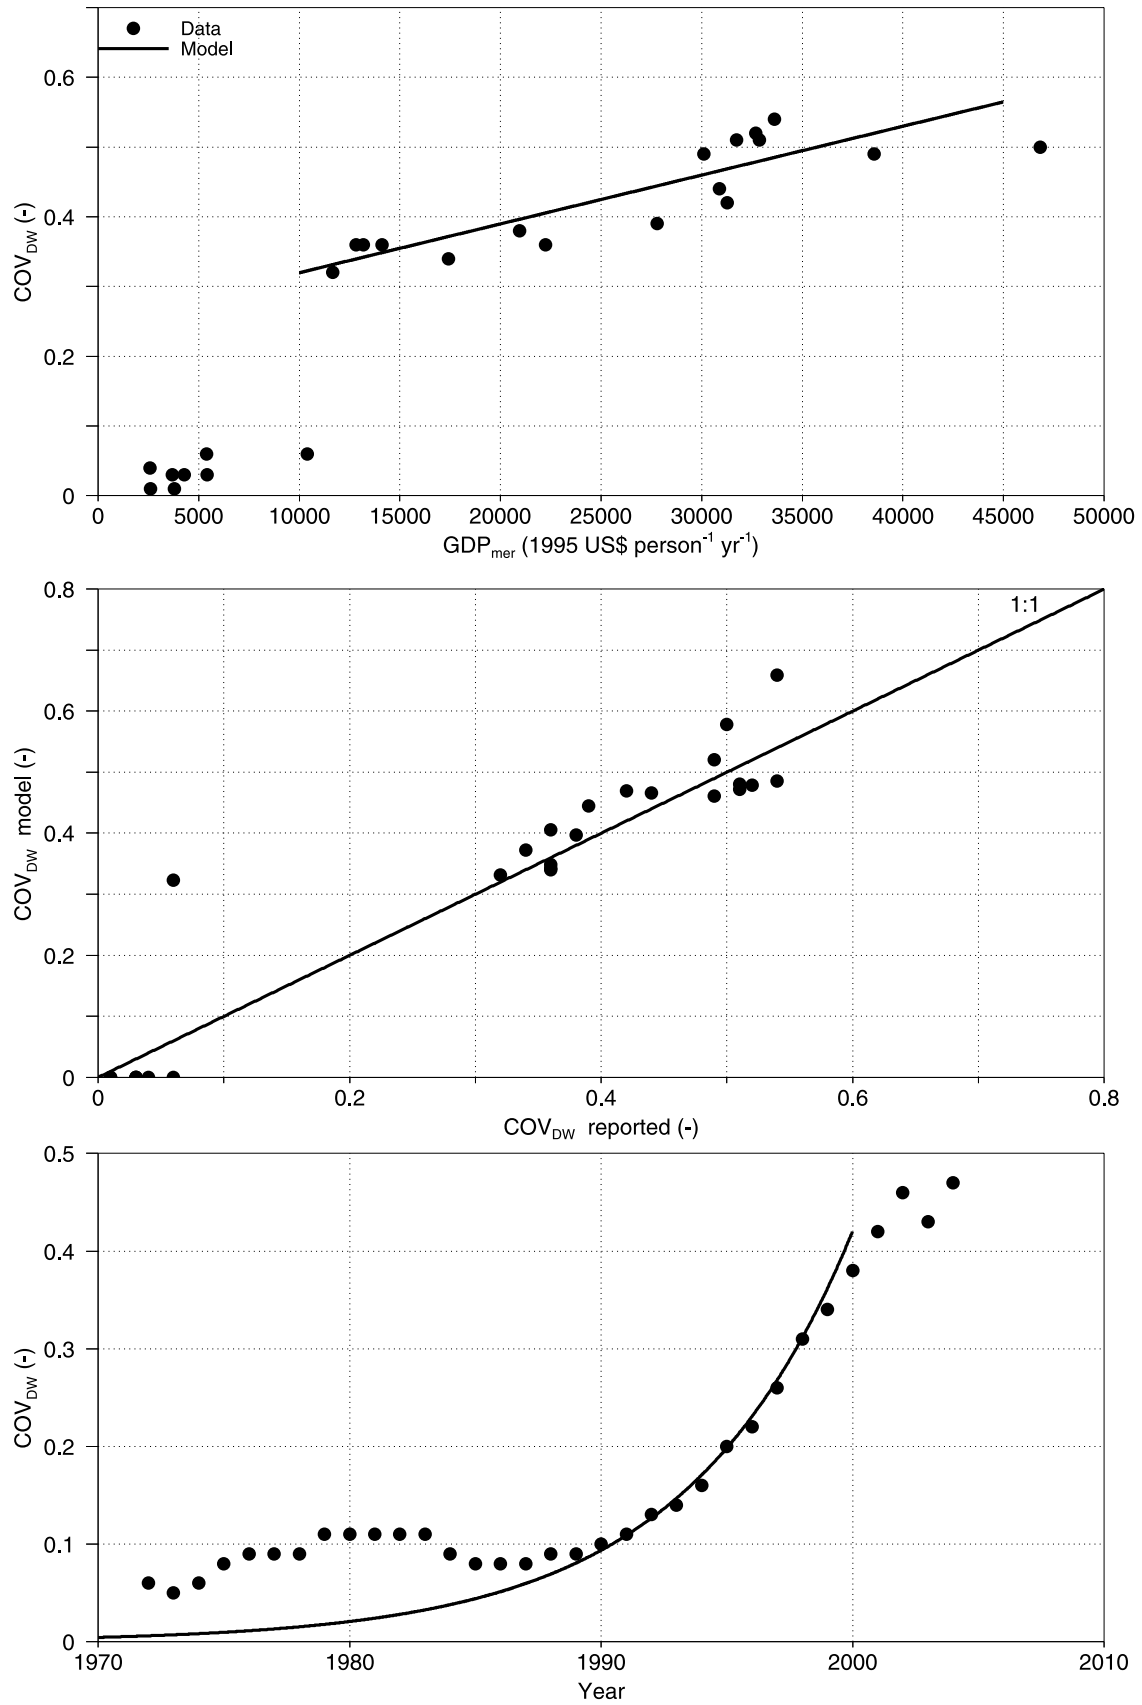 Data
Model
0.6
0.4
0.2
0
COV_DW (-)
0 5000 10000 15000 20000 25000 30000 35000 40000 45000 50000
GDP_mer (1995 US$ person⁻¹ yr⁻¹)
0.8
1:1
0.6
0.4
0.2
0
COV_DW model (-)
0 0.2 0.4 0.6 0.8
COV_DW reported (-)
0.5
0.4
0.3
0.2
0.1
0
COV_DW (-)
1970 1980 1990 2000 2010
Year